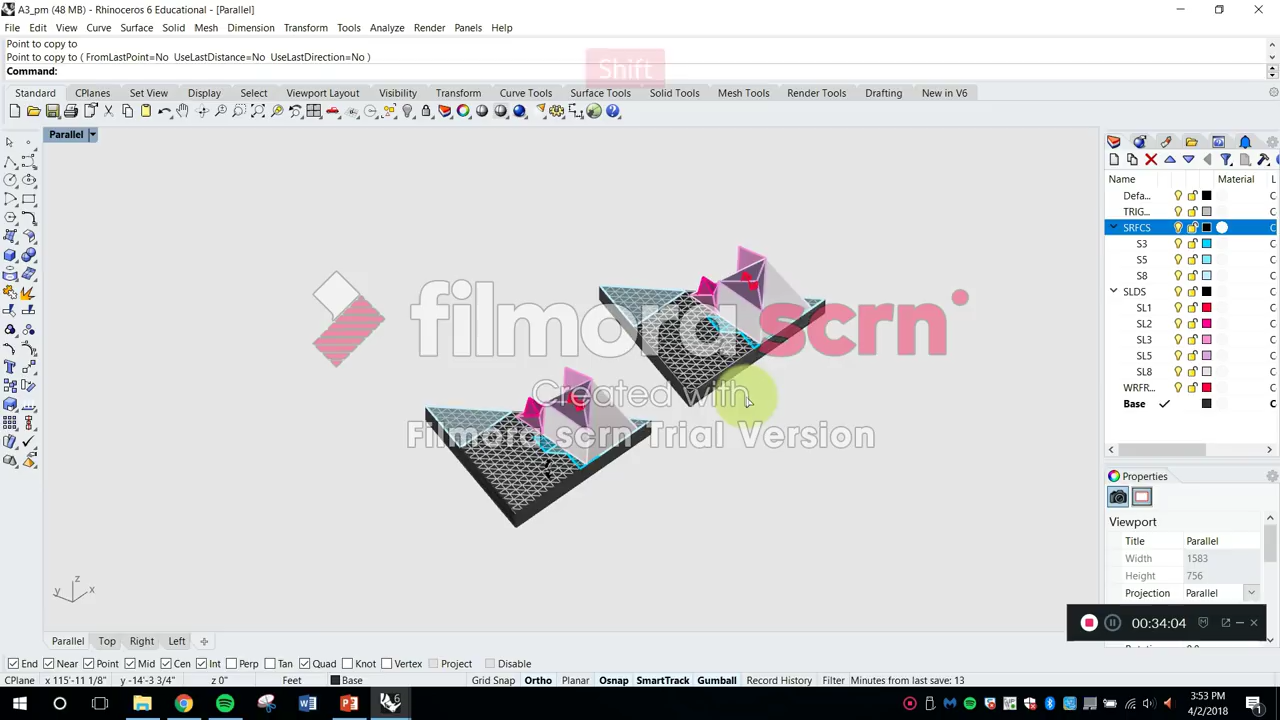 A3_pm (48 MB) - Rhinoceros 6 Educational - [Parallel]
File Edit View Curve Surface Solid Mesh Dimension Transform Tools Analyze Render Panels Help
Point to copy to
Point to copy to ( FromLastPoint=No UseLastDistance=No UseLastDirection=No )
Shift
Command:
Standard CPlanes Set View Display Select Viewport Layout Visibility Transform Curve Tools Surface Tools Solid Tools Mesh Tools Render Tools Drafting New in V6
Parallel
Name Material L
Defa... C
TRIG... C
SRFCS C
S3 C
S5 C
S8 C
SLDS C
SL1 C
SL2 C
SL3 C
SL5 C
SL8 C
WRFR... C
Base C
filmora scrn
Created with
Filmora scrn Trial Version
Properties
Viewport
Title Parallel
Width 1583
Height 756
Projection Parallel
00:34:04
z
y x
Parallel Top Right Left
End Near Point Mid Cen Int Perp Tan Quad Knot Vertex Project Disable
CPlane x 115'-11 1/8" y -14'-3 3/4" z 0" Feet Base Grid Snap Ortho Planar Osnap SmartTrack Gumball Record History Filter Minutes from last save: 13
3:53 PM
4/2/2018